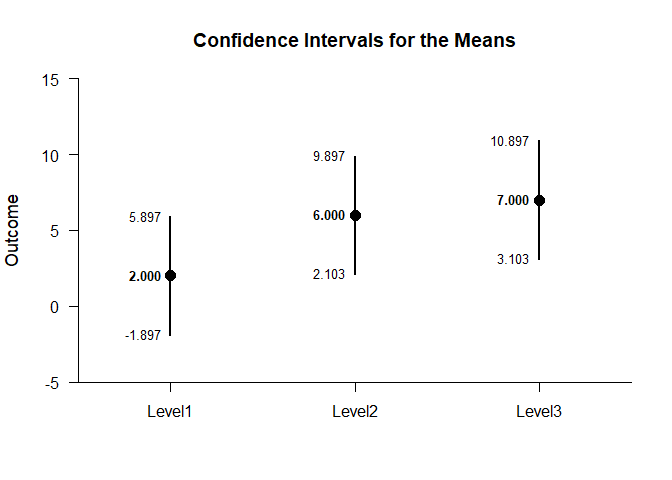 Confidence Intervals for the Means
Outcome
15
10
5
0
-5
5.897
2.000
-1.897
9.897
6.000
2.103
10.897
7.000
3.103
Level1
Level2
Level3